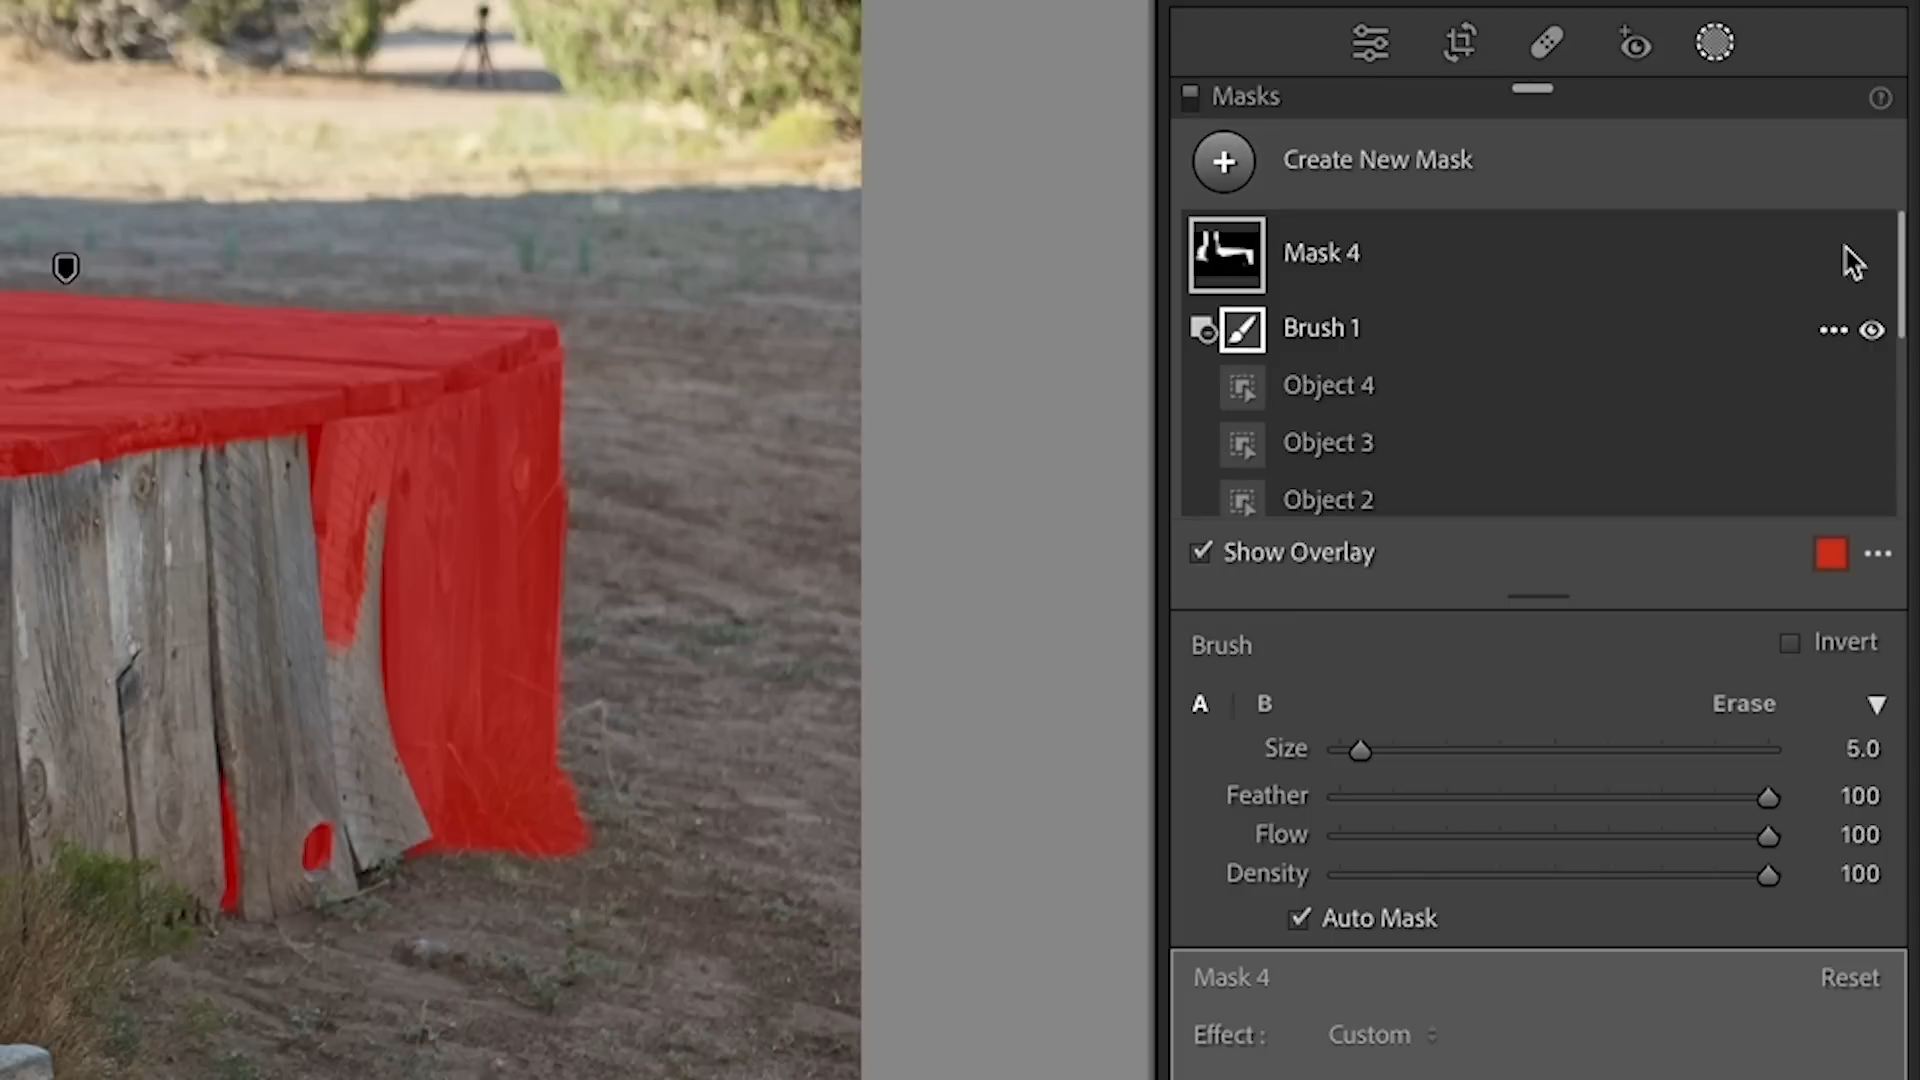 Masks
Create New Mask
Mask 4
Brush 1
Object 4
Object 3
Object 2
Show Overlay
Brush
Invert
A B Erase
Size 5.0
Feather 100
Flow 100
Density 100
Auto Mask
Mask 4 Reset
Effect : Custom